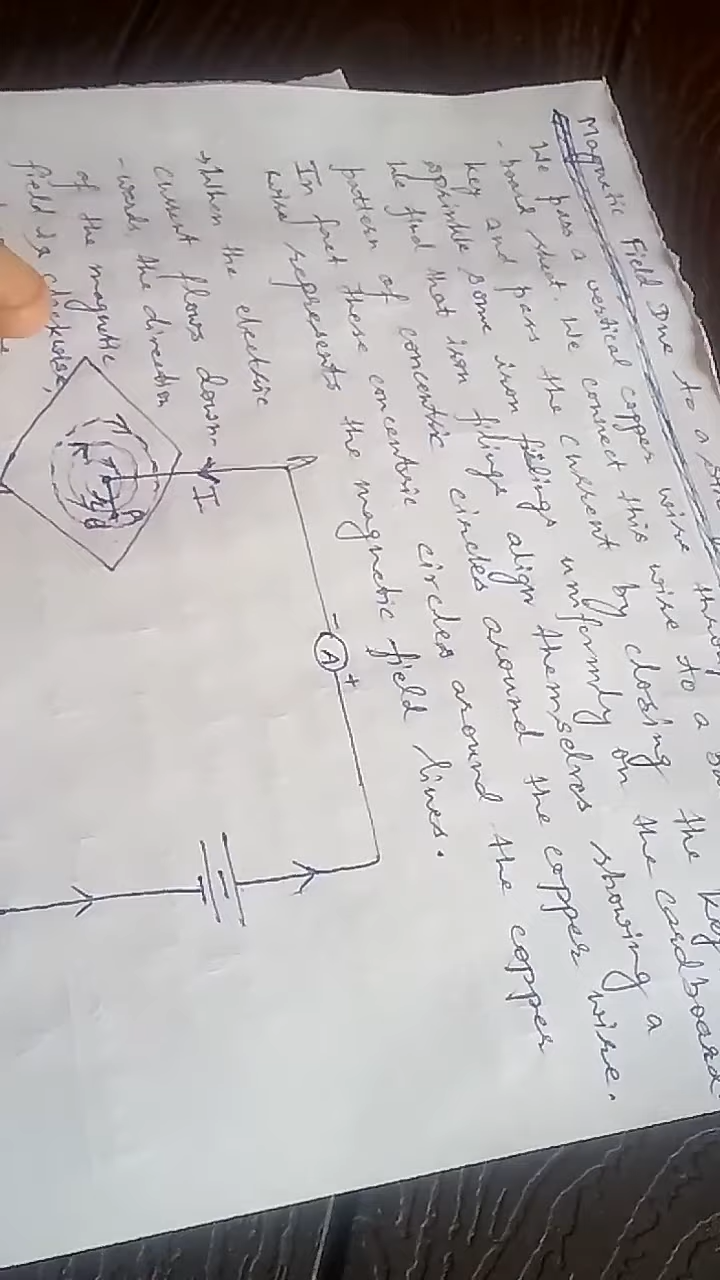 Magnetic Field Due to a
We pass a vertical copper wire
-board sheet. We connect this wire to a
key and pass the current by closing the key
sprinkle some iron filings uniformly on the cardboard.
We find that iron filings align themselves showing a
pattern of concentric circles around the copper wire.
In fact these concentric circles around the copper
wire represents the magnetic field lines.
→ When the electric
current flows down-
-wards the direction
of the magnetic
field is clockwise,
I
- A +